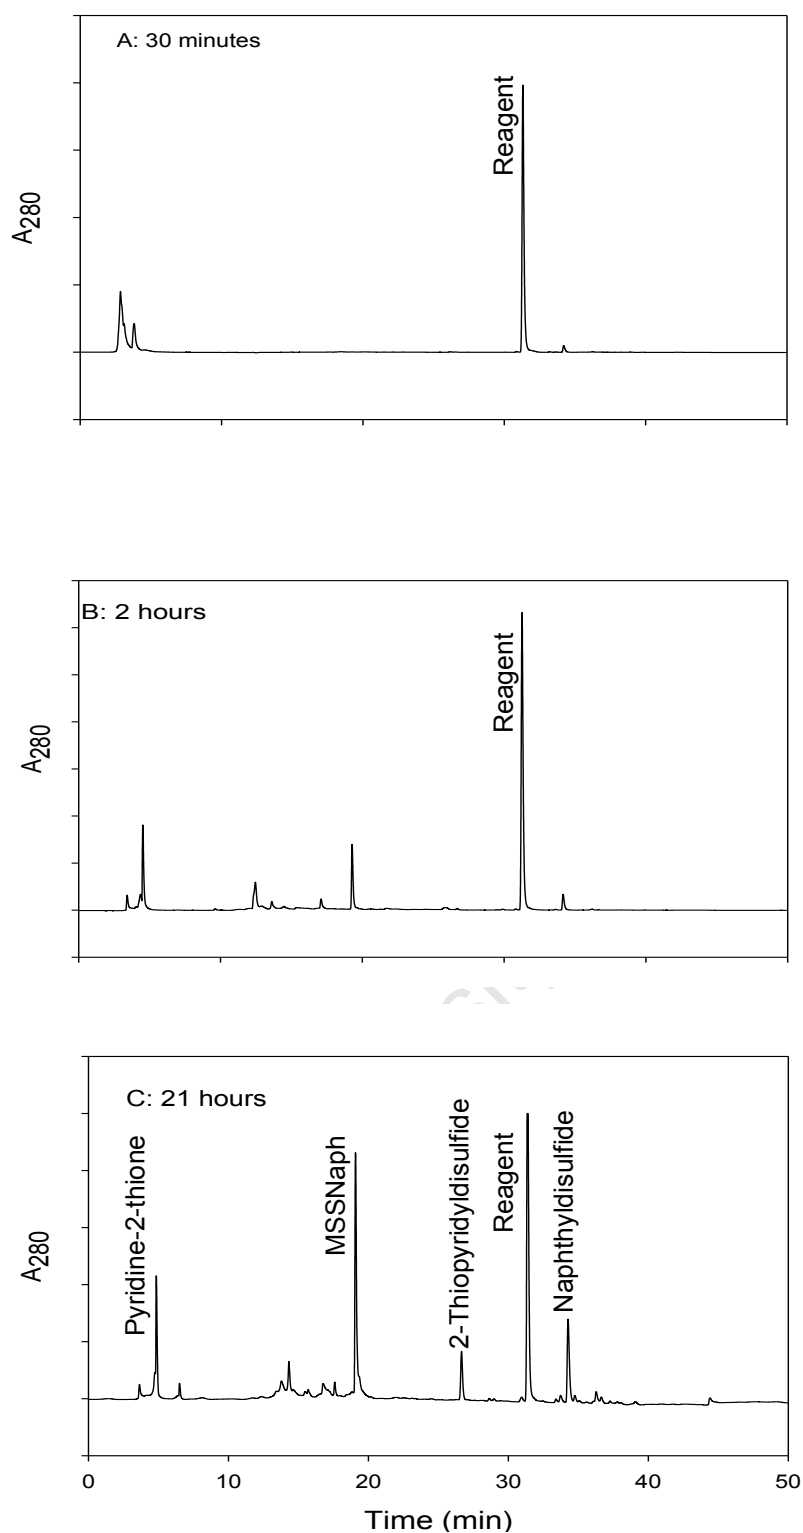 A: 30 minutes
Reagent
A280
B: 2 hours
Reagent
A280
C: 21 hours
Pyridine-2-thione
MSSNaph
2-Thiopyridyldisulfide
Reagent
Naphthyldisulfide
A280
0 10 20 30 40 50
Time (min)